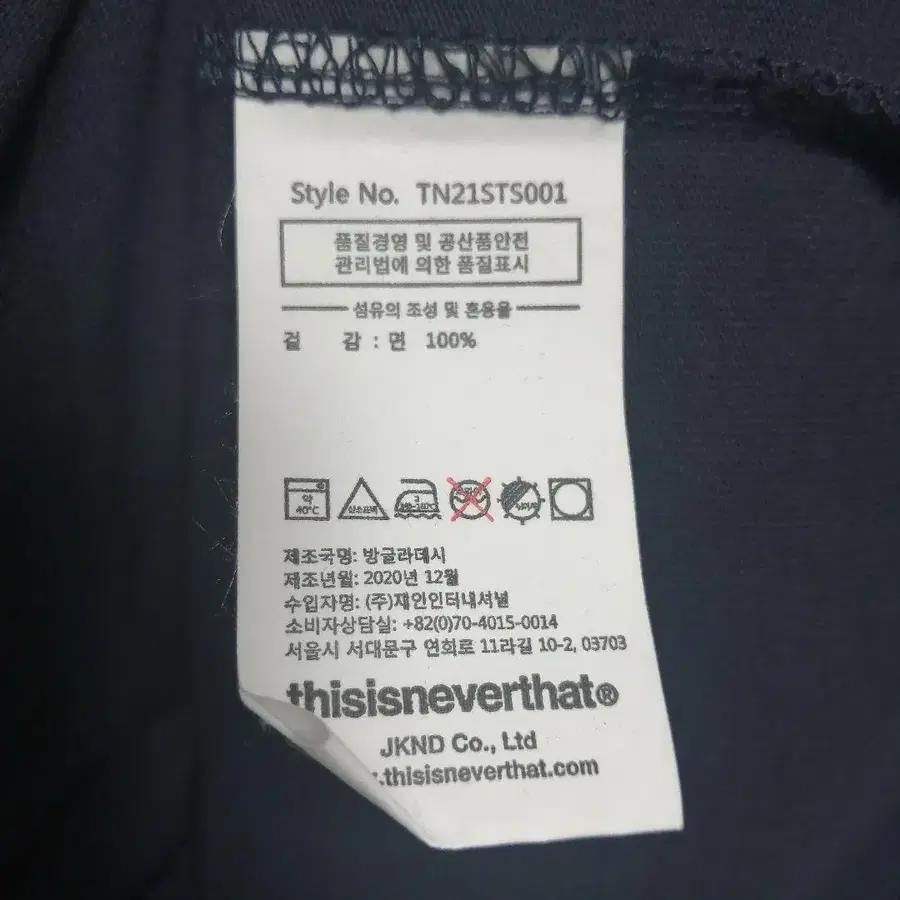 Style No. TN21STS001
품질경영 및 공산품안전
관리법에 의한 품질표시
섬유의 조성 및 혼용율
겉 감 : 면 100%
약
40℃
제조국명: 방글라데시
제조년월: 2020년 12월
수입자명: (주)재인인터내셔널
소비자상담실: +82(0)70-4015-0014
서울시 서대문구 연희로 11라길 10-2, 03703
thisisneverthat®
JKND Co., Ltd
.thisisneverthat.com